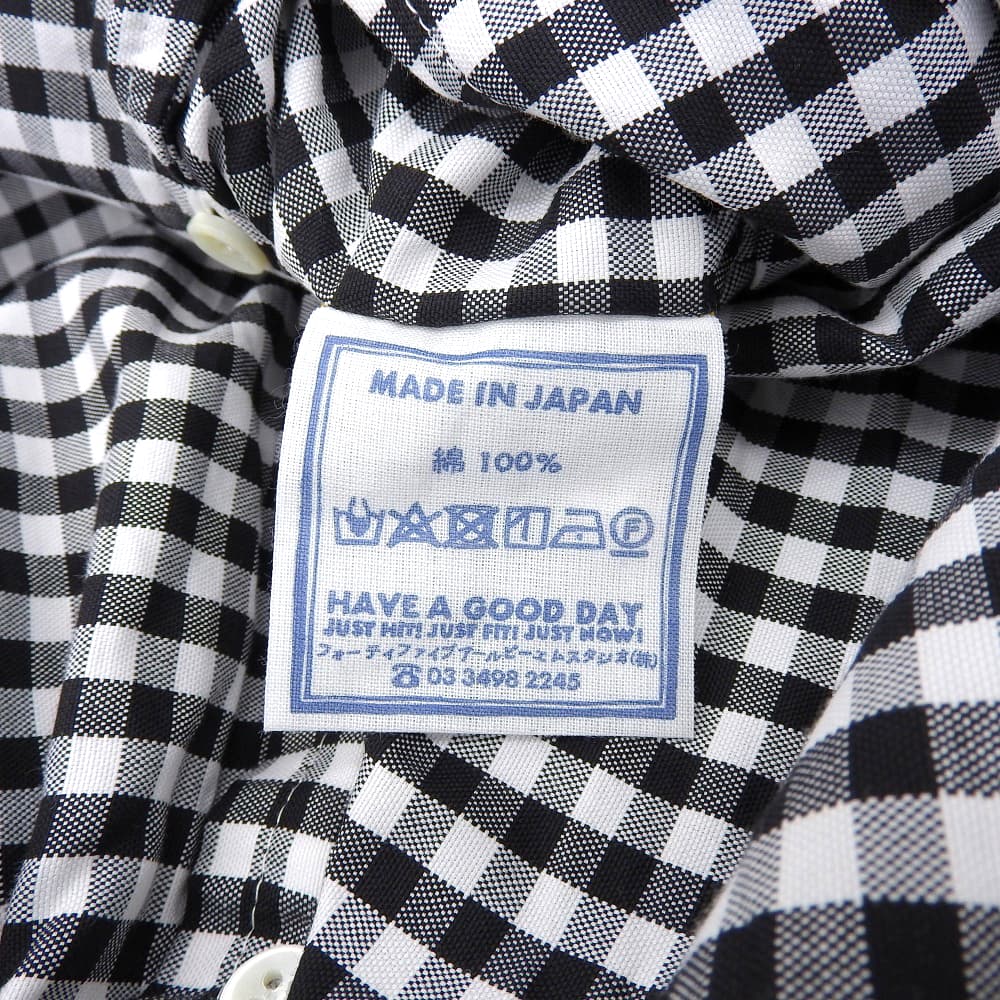 MADE IN JAPAN
綿 100%
F
HAVE A GOOD DAY
JUST HIT! JUST FIT! JUST NOW!
フォーティファイブアールピーエムスタジオ(株)
☎ 03 3498 2245